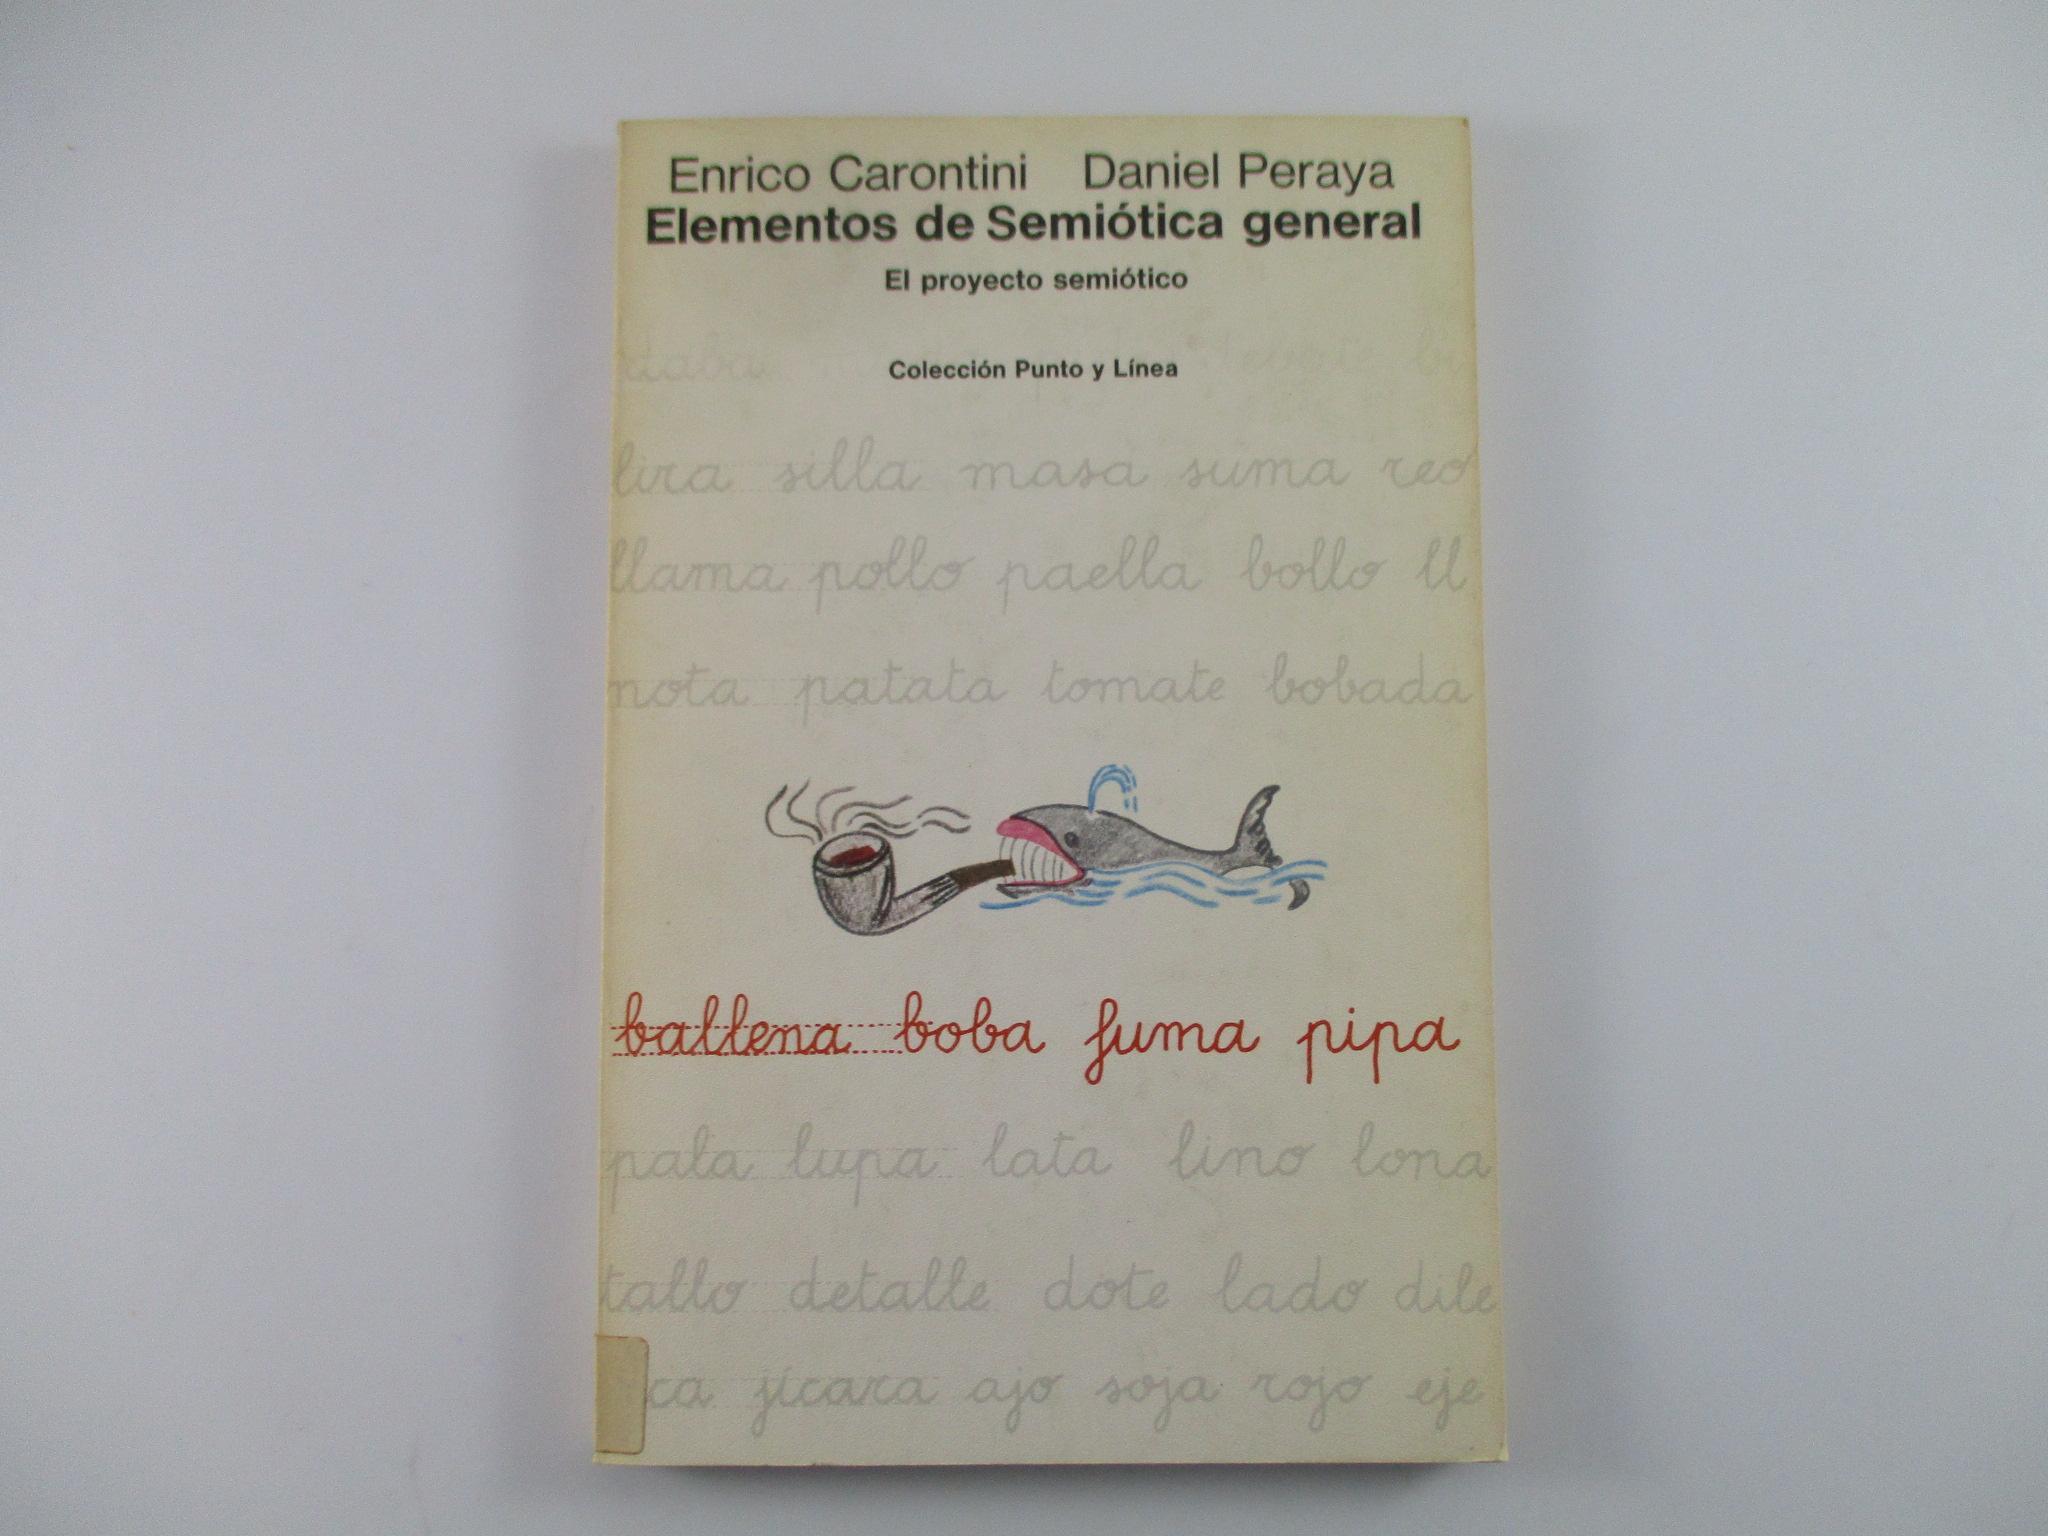 Enrico Carontini Daniel Peraya
Elementos de Semiótica general
El proyecto semiótico
Colección Punto y Línea
lira silla masa suma reo
llama pollo paella bollo ll
nota patata tomate bobada
ballena boba fuma pipa
pala lupa lata lino lona
tallo detalle dote lado dile
jícara ajo soja rojo eje